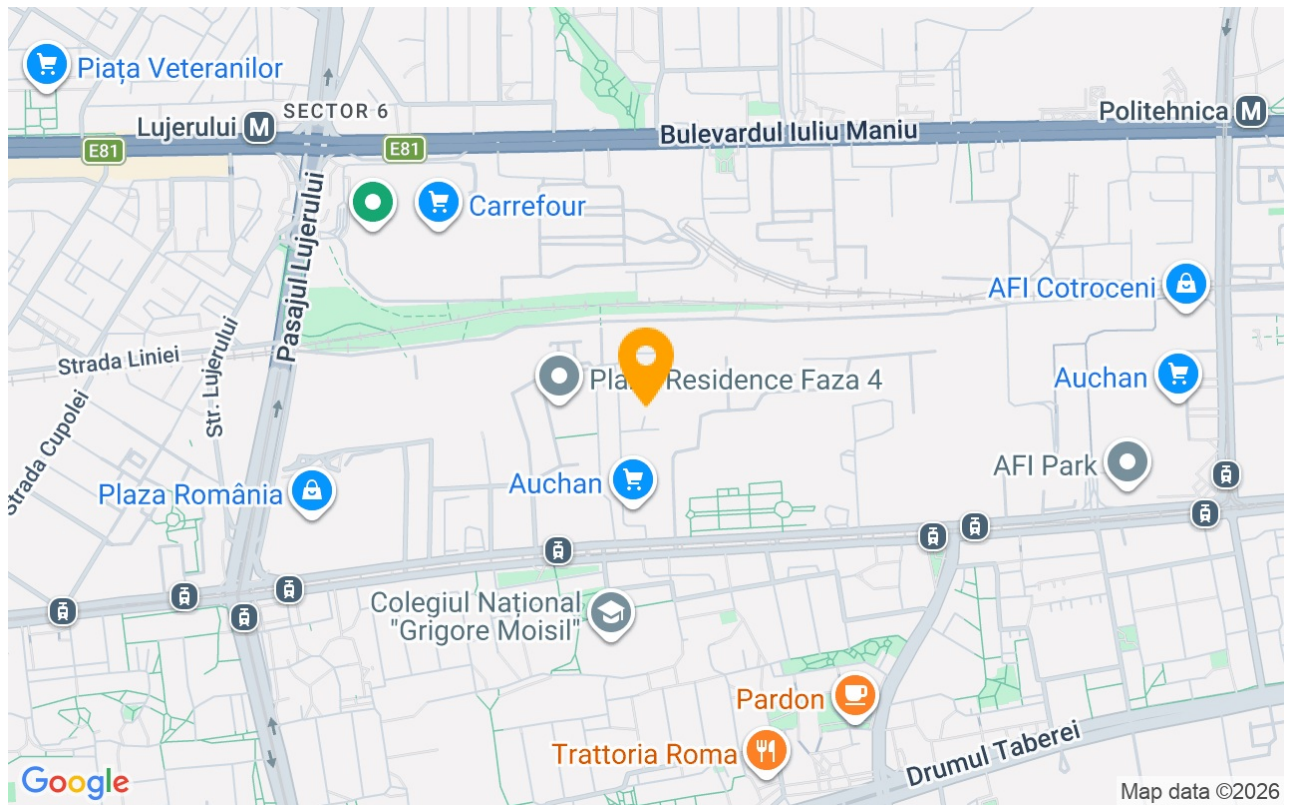 Piața Veteranilor
SECTOR 6
Lujerului M
Politehnica M
Bulevardul Iuliu Maniu
E81
E81
Carrefour
Pasajul Lujerului
AFI Cotroceni
Strada Liniei
Str. Lujerului
Residence Faza 4
Auchan
Strada Cupolei
AFI Park
Auchan
Plaza România
Colegiul Național
"Grigore Moisil"
Pardon
Trattoria Roma
Drumul Taberei
Google
Map data ©2026